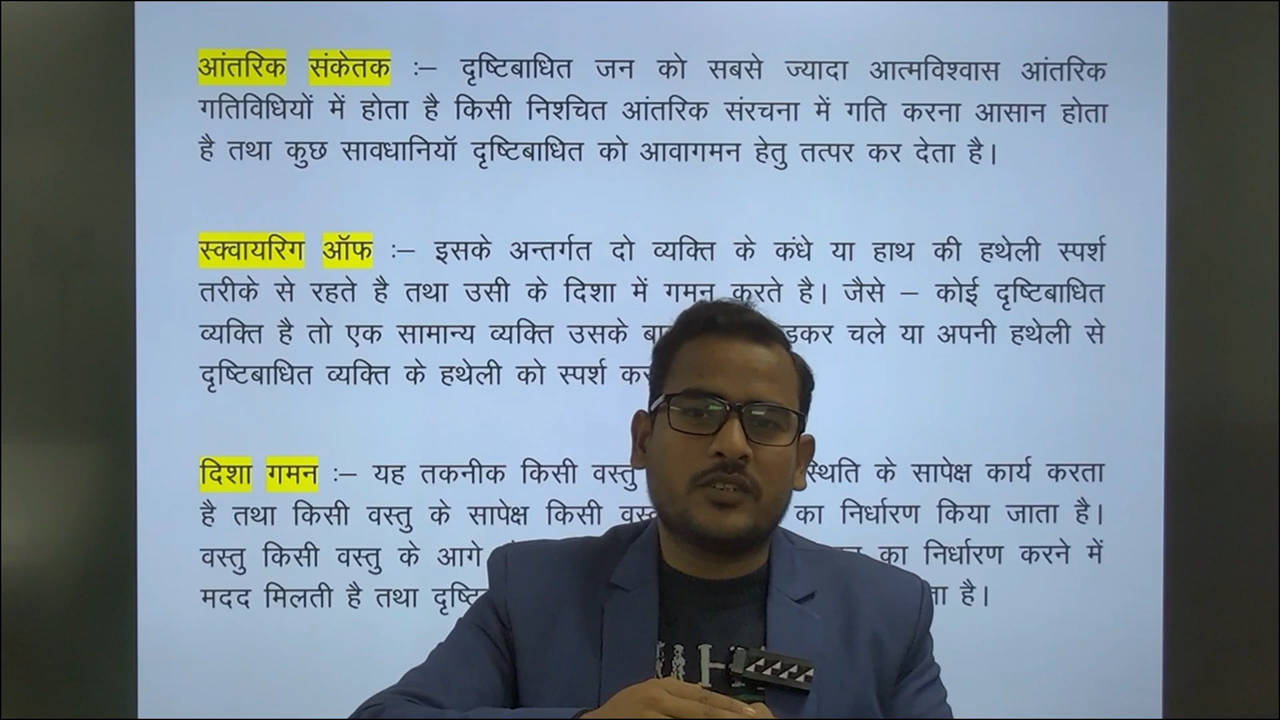 आंतरिक संकेतक :– दृष्टिबाधित जन को सबसे ज्यादा आत्मविश्वास आंतरिक
गतिविधियों में होता है किसी निश्चित आंतरिक संरचना में गति करना आसान होता
है तथा कुछ सावधानियॉ दृष्टिबाधित को आवागमन हेतु तत्पर कर देता है।
स्क्वायरिग ऑफ :– इसके अन्तर्गत दो व्यक्ति के कंधे या हाथ की हथेली स्पर्श
तरीके से रहते है तथा उसी के दिशा में गमन करते है। जैसे – कोई दृष्टिबाधित
व्यक्ति है तो एक सामान्य व्यक्ति उसके चले या अपनी हथेली से
दृष्टिबाधित व्यक्ति के हथेली को स्पर्श
दिशा गमन :– यह तकनीक किसी वस्तु के सापेक्ष कार्य करता
है तथा किसी वस्तु के सापेक्ष किसी का निर्धारण किया जाता है।
वस्तु किसी वस्तु के आगे का निर्धारण करने में
मदद मिलती है तथा है।